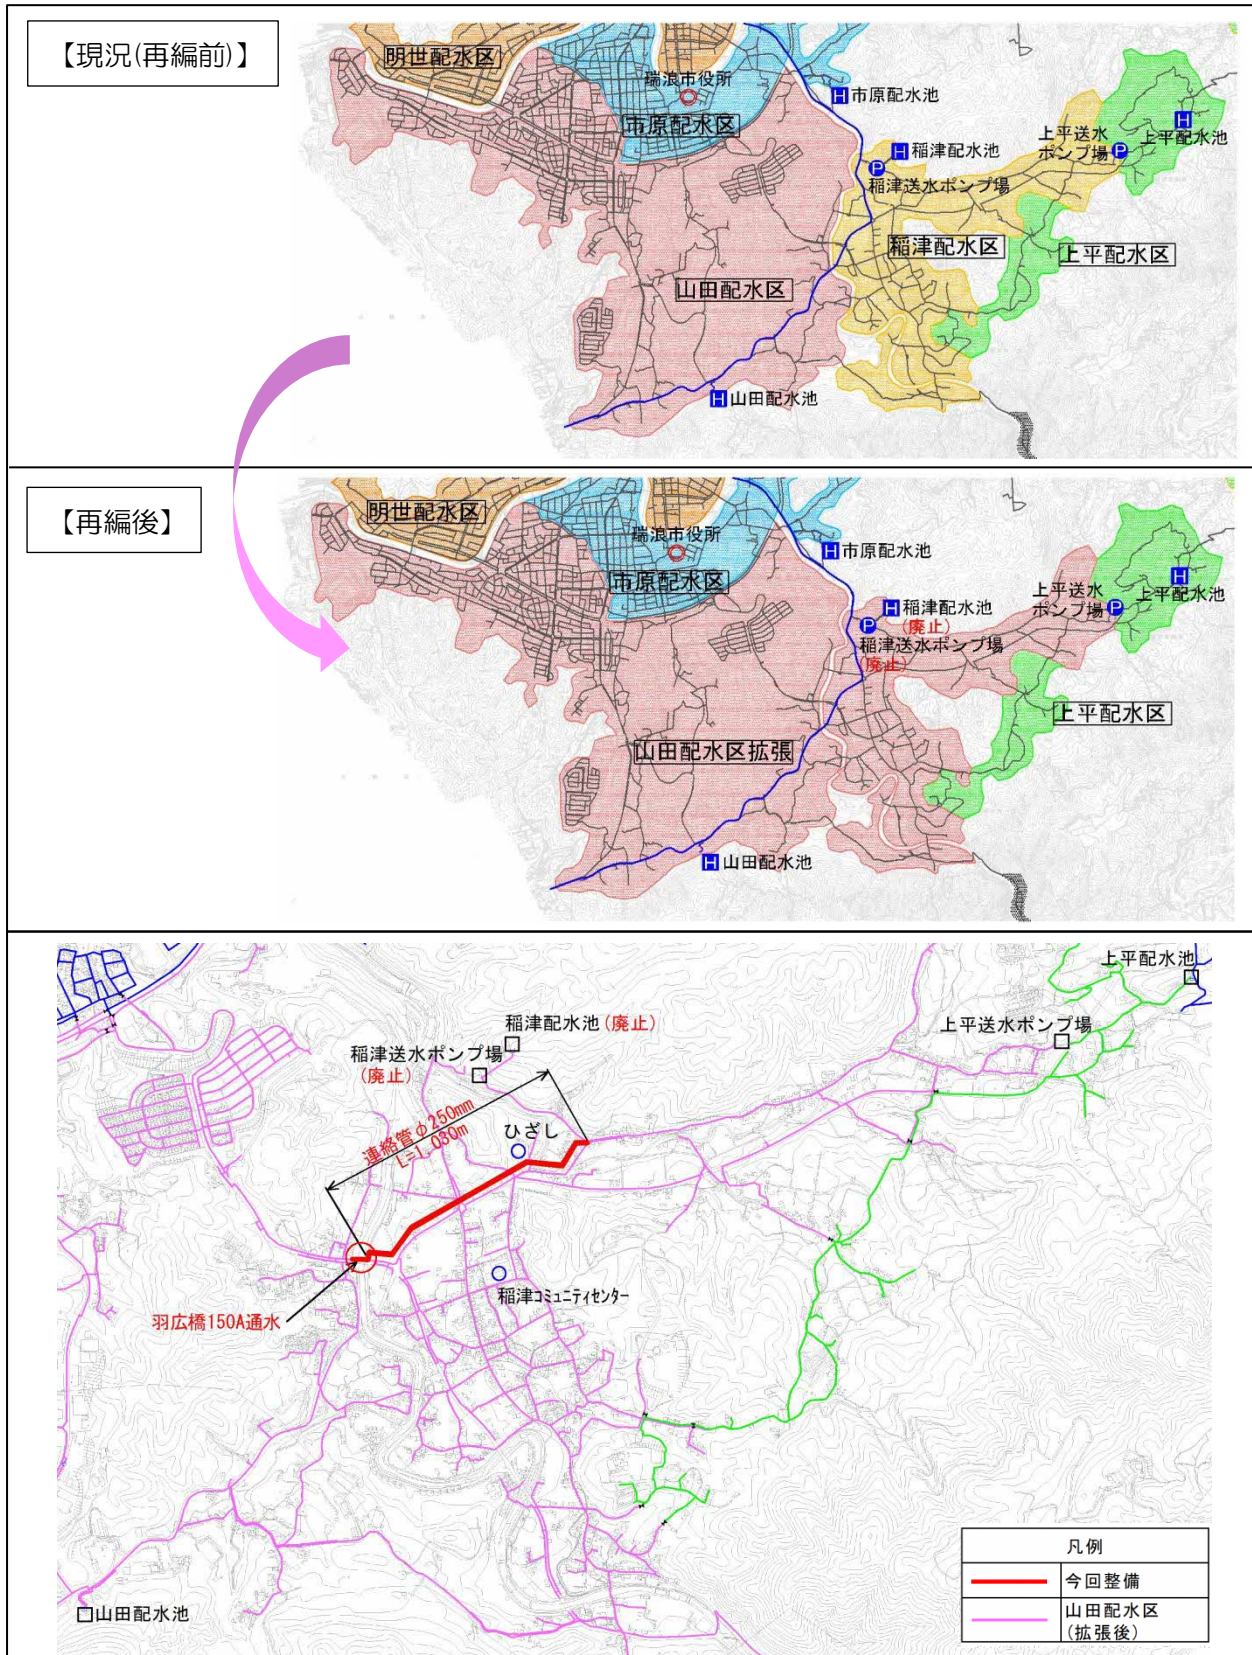 【現況(再編前)】
明世配水区
瑞浪市役所
市原配水区
H市原配水池
H稲津配水池
P
稲津送水ポンプ場
上平送水
ポンプ場P
H
上平配水池
稲津配水区
上平配水区
山田配水区
H山田配水池
【再編後】
明世配水区
瑞浪市役所
市原配水区
H市原配水池
H稲津配水池
(廃止)
P
稲津送水ポンプ場
(廃止)
上平送水
ポンプ場P
H
上平配水池
上平配水区
山田配水区拡張
H山田配水池
上平配水池
稲津配水池(廃止)
上平送水ポンプ場
稲津送水ポンプ場
(廃止)
連絡管φ250mm
L=1,030m
ひざし
稲津コミュニティセンター
羽広橋150A通水
山田配水池
凡例
今回整備
山田配水区
(拡張後)